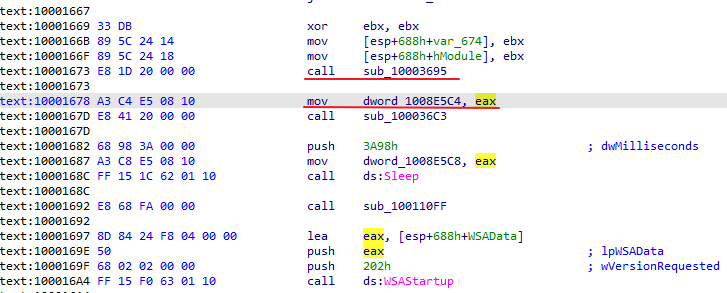 text:10001667
text:10001669 33 DB xor ebx, ebx
text:1000166B 89 5C 24 14 mov [esp+688h+var_674], ebx
text:1000166F 89 5C 24 18 mov [esp+688h+hModule], ebx
text:10001673 E8 1D 20 00 00 call sub_10003695
text:10001673
text:10001678 A3 C4 E5 08 10 mov dword_1008E5C4, eax
text:1000167D E8 41 20 00 00 call sub_100036C3
text:1000167D
text:10001682 68 98 3A 00 00 push 3A98h ; dwMilliseconds
text:10001687 A3 C8 E5 08 10 mov dword_1008E5C8, eax
text:1000168C FF 15 1C 62 01 10 call ds:Sleep
text:1000168C
text:10001692 E8 68 FA 00 00 call sub_100110FF
text:10001692
text:10001697 8D 84 24 F8 04 00 00 lea eax, [esp+688h+WSAData]
text:1000169E 50 push eax ; lpWSAData
text:1000169F 68 02 02 00 00 push 202h ; wVersionRequested
text:100016A4 FF 15 F0 63 01 10 call ds:WSAStartup